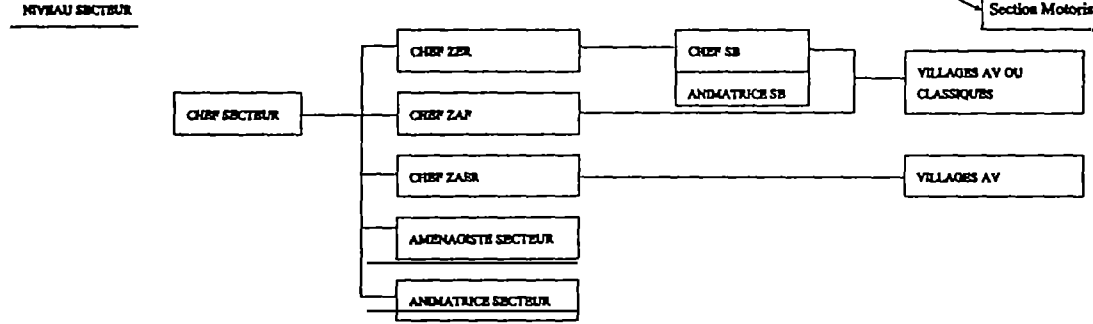 NIVEAU SECTEUR
Section Motoris
CHEF ZER
CHEF SB
ANIMATRICE SB
VILLAGES AV OU
CLASSIQUES
CHEF SECTEUR
CHEF ZAF
CHEF ZAER
VILLAGES AV
AMENAGISTE SECTEUR
ANIMATRICE SECTEUR